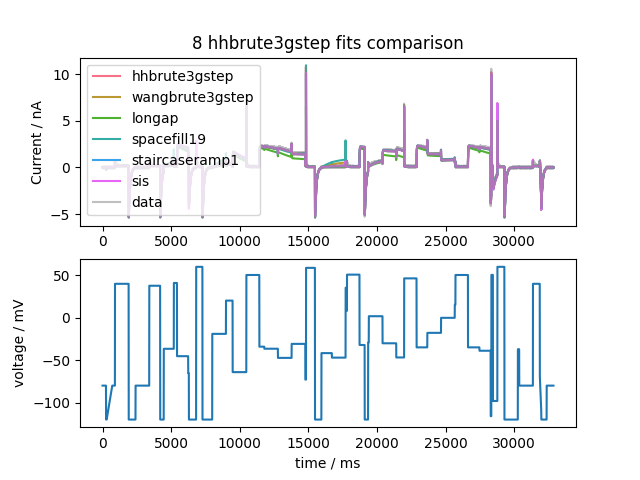 8 hhbrute3gstep fits comparison
Current / nA
10
5
0
−5
hhbrute3gstep
wangbrute3gstep
longap
spacefill19
staircaseramp1
sis
data
0
5000
10000
15000
20000
25000
30000
voltage / mV
50
0
−50
−100
0
5000
10000
15000
20000
25000
30000
time / ms